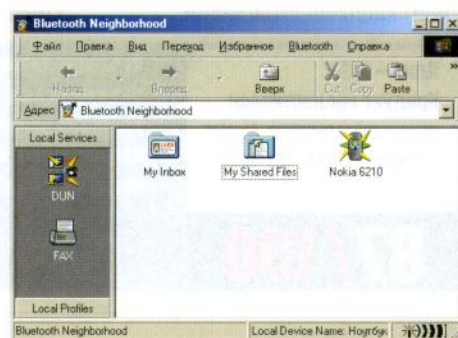 Bluetooth Neighborhood
Файл Правка Вид Переход Избранное Bluetooth Справка
Назад Вперед Вверх Cut Copy Paste »
Адрес Bluetooth Neighborhood
Local Services
DUN
FAX
Local Profiles
My Inbox My Shared Files Nokia 6210
Bluetooth Neighborhood Local Device Name: Ноутбук